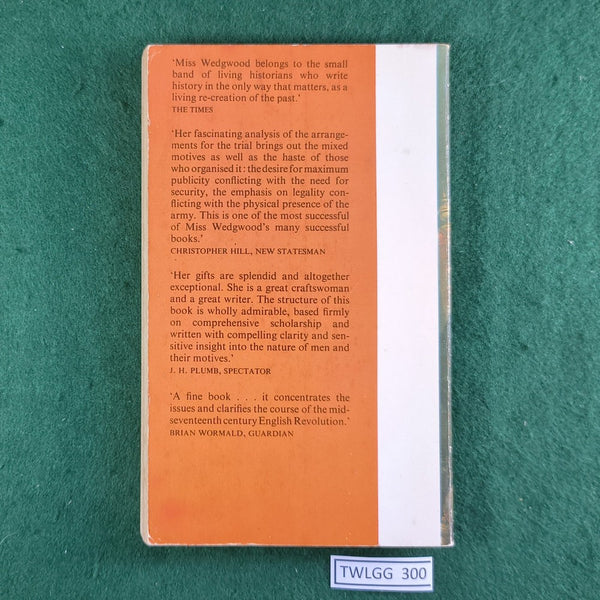 'Miss Wedgwood belongs to the small
band of living historians who write
history in the only way that matters, as a
living re-creation of the past.'
THE TIMES
'Her fascinating analysis of the arrange-
ments for the trial brings out the mixed
motives as well as the haste of those
who organised it : the desire for maximum
publicity conflicting with the need for
security, the emphasis on legality con-
flicting with the physical presence of the
army. This is one of the most successful
of Miss Wedgwood's many successful
books.'
CHRISTOPHER HILL, NEW STATESMAN
'Her gifts are splendid and altogether
exceptional. She is a great craftswoman
and a great writer. The structure of this
book is wholly admirable, based firmly
on comprehensive scholarship and
written with compelling clarity and sen-
sitive insight into the nature of men and
their motives.'
J. H. PLUMB, SPECTATOR
'A fine book . . . it concentrates the
issues and clarifies the course of the mid-
seventeenth century English Revolution.'
BRIAN WORMALD, GUARDIAN
TWLGG 300